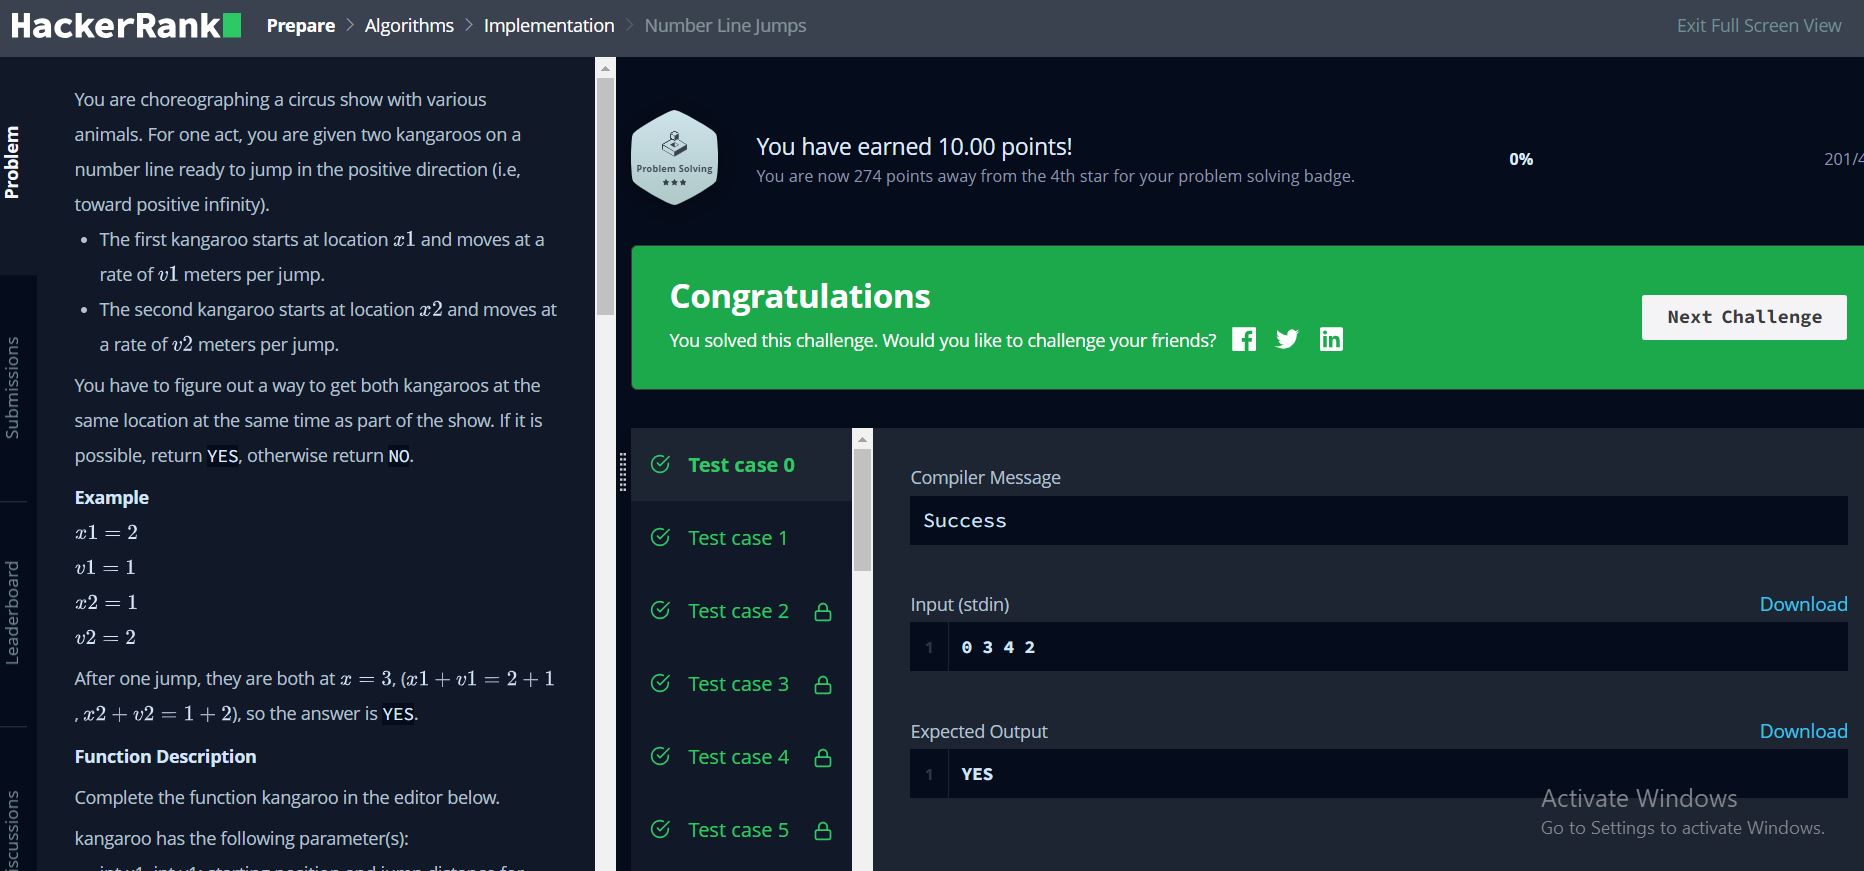 HackerRank
Prepare > Algorithms > Implementation > Number Line Jumps
Exit Full Screen View
Problem
Submissions
Leaderboard
You are choreographing a circus show with various
animals. For one act, you are given two kangaroos on a
number line ready to jump in the positive direction (i.e,
toward positive infinity).
• The first kangaroo starts at location x1 and moves at a
rate of v1 meters per jump.
• The second kangaroo starts at location x2 and moves at
a rate of v2 meters per jump.
You have to figure out a way to get both kangaroos at the
same location at the same time as part of the show. If it is
possible, return YES, otherwise return NO.
Example
x1 = 2
v1 = 1
x2 = 1
v2 = 2
After one jump, they are both at x = 3, (x1 + v1 = 2 + 1
, x2 + v2 = 1 + 2), so the answer is YES.
Function Description
Complete the function kangaroo in the editor below.
kangaroo has the following parameter(s):
Problem Solving
You have earned 10.00 points!
You are now 274 points away from the 4th star for your problem solving badge.
0%
201/4
Congratulations
You solved this challenge. Would you like to challenge your friends?
Next Challenge
Test case 0
Test case 1
Test case 2
Test case 3
Test case 4
Test case 5
Compiler Message
Success
Input (stdin)
Download
1 0 3 4 2
Expected Output
Download
1 YES
Activate Windows
Go to Settings to activate Windows.